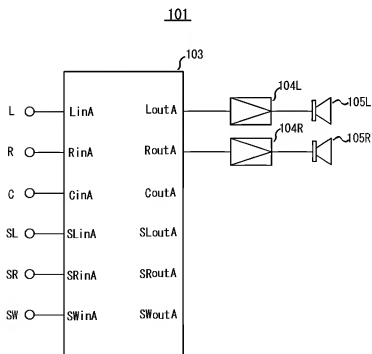 101
103
L LinA LoutA 104L 105L
R RinA RoutA 104R 105R
C CinA CoutA
SL SLinA SLoutA
SR SRinA SRoutA
SW SWinA SWoutA